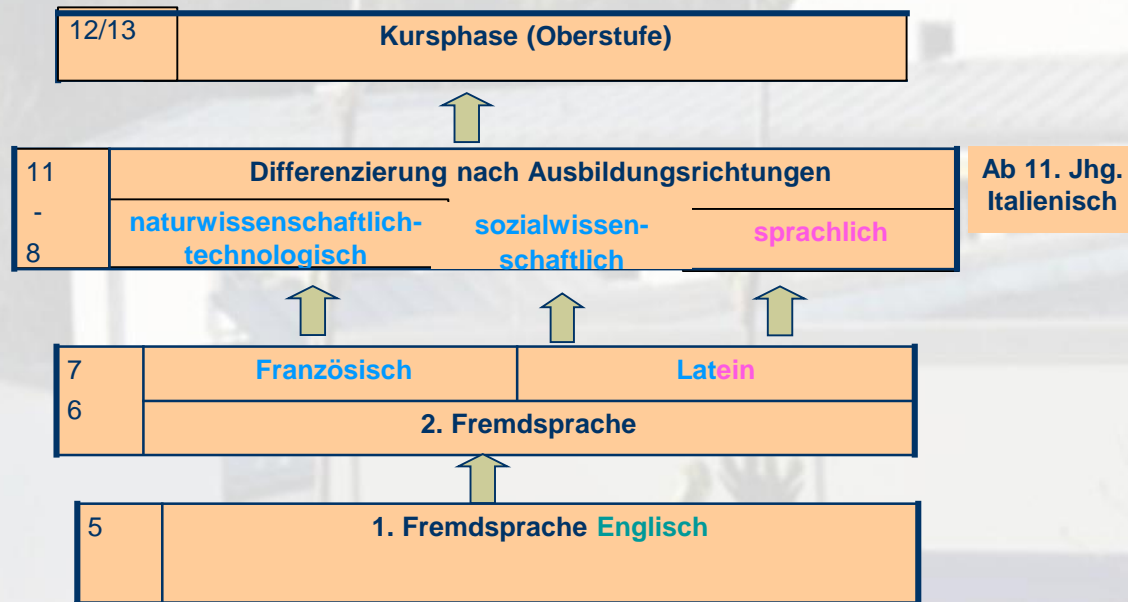 12/13
Kursphase (Oberstufe)
11
-
8
Differenzierung nach Ausbildungsrichtungen
naturwissenschaftlich-
technologisch
sozialwissen-
schaftlich
sprachlich
Ab 11. Jhg.
Italienisch
7
6
Französisch
Latein
2. Fremdsprache
5
1. Fremdsprache Englisch